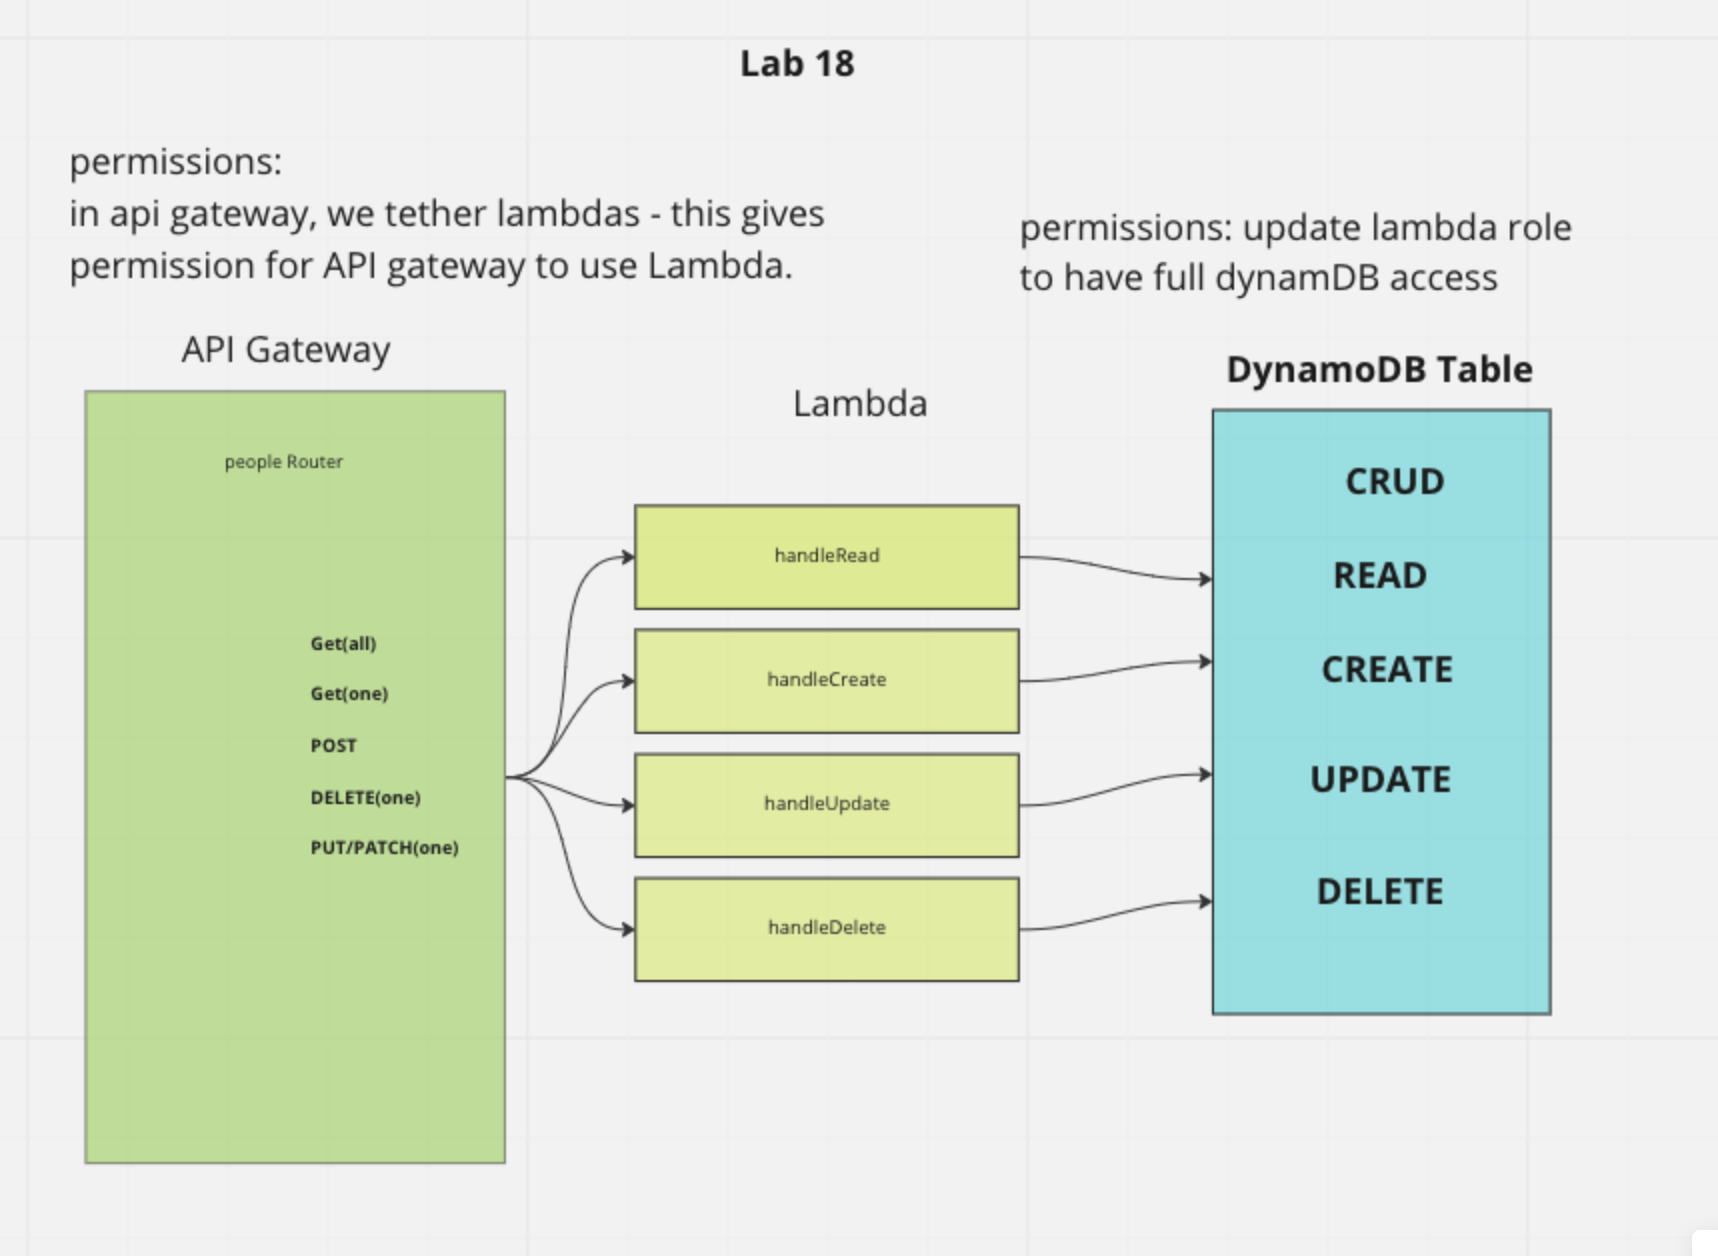 Lab 18
permissions:
in api gateway, we tether lambdas - this gives
permission for API gateway to use Lambda.
permissions: update lambda role
to have full dynamDB access
API Gateway
people Router
Get(all)
Get(one)
POST
DELETE(one)
PUT/PATCH(one)
Lambda
handleRead
handleCreate
handleUpdate
handleDelete
DynamoDB Table
CRUD
READ
CREATE
UPDATE
DELETE